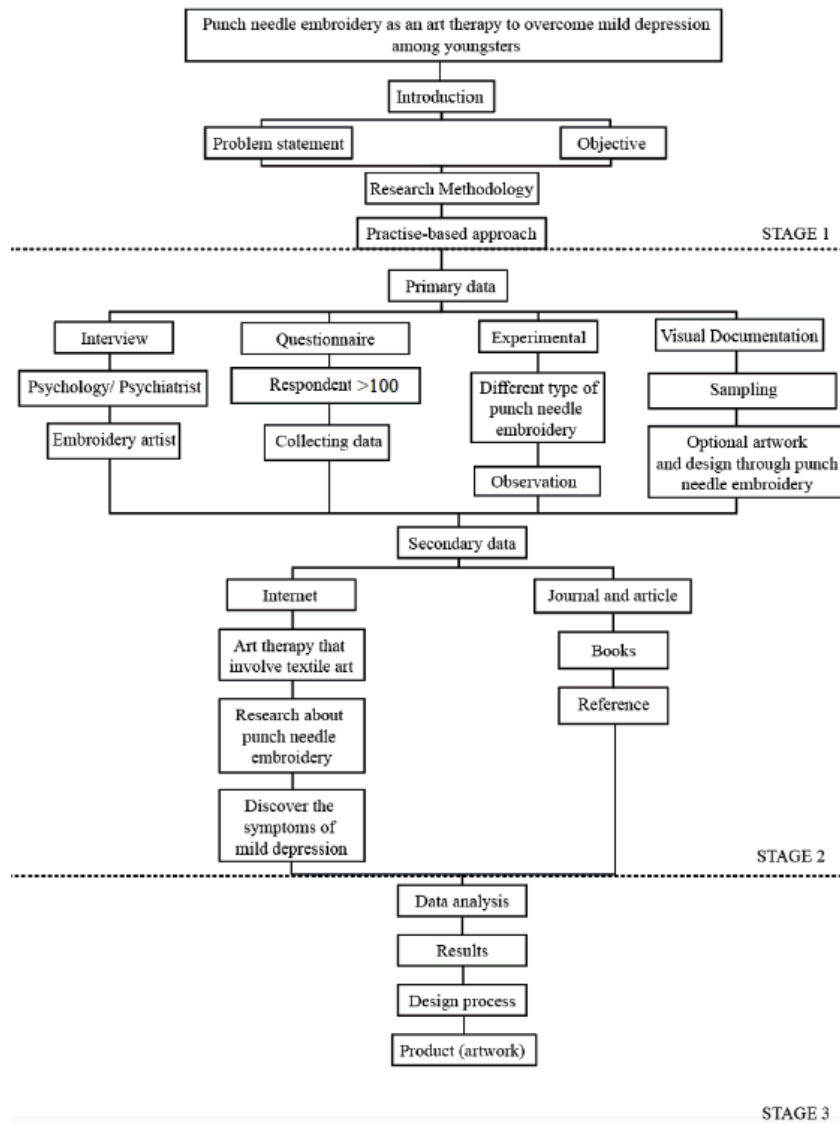 Punch needle embroidery as an art therapy to overcome mild depression
among youngsters
Introduction
Problem statement
Objective
Research Methodology
Practise-based approach
STAGE 1
Primary data
Interview
Questionnaire
Experimental
Visual Documentation
Psychology/ Psychiatrist
Respondent >100
Different type of
punch needle
embroidery
Sampling
Embroidery artist
Collecting data
Observation
Optional artwork
and design through punch
needle embroidery
Secondary data
Internet
Journal and article
Art therapy that
involve textile art
Books
Research about
punch needle
embroidery
Reference
Discover the
symptoms of
mild depression
STAGE 2
Data analysis
Results
Design process
Product (artwork)
STAGE 3